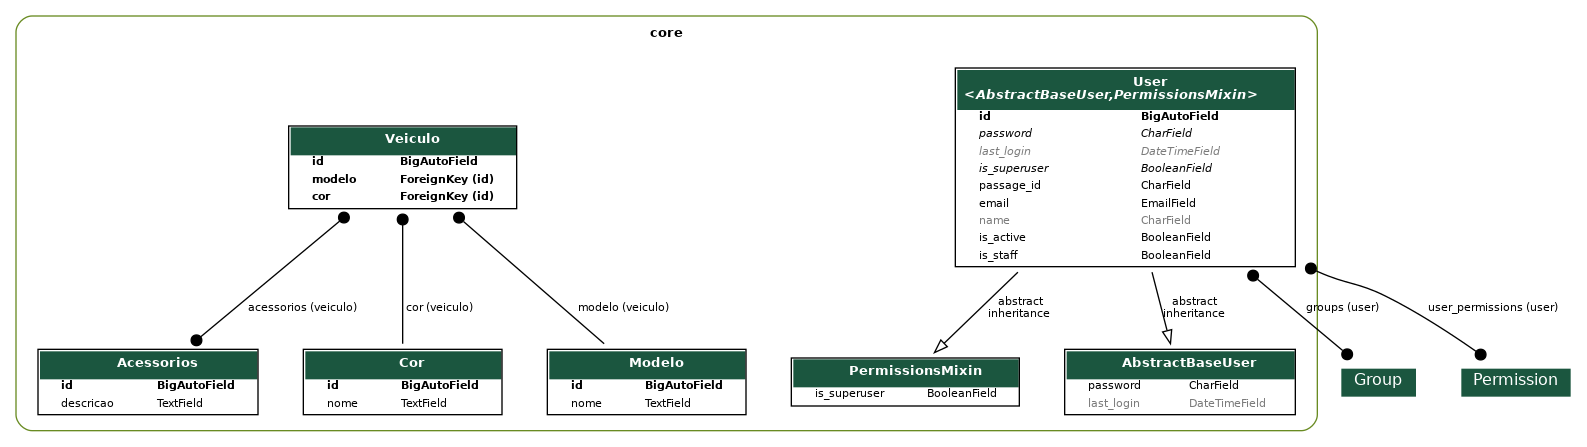 core
Veiculo
id BigAutoField
modelo ForeignKey (id)
cor ForeignKey (id)
User
<AbstractBaseUser,PermissionsMixin>
id BigAutoField
password CharField
last_login DateTimeField
is_superuser BooleanField
passage_id CharField
email EmailField
name CharField
is_active BooleanField
is_staff BooleanField
acessorios (veiculo)
cor (veiculo)
modelo (veiculo)
abstract
inheritance
abstract
inheritance
groups (user)
user_permissions (user)
Acessorios
id BigAutoField
descricao TextField
Cor
id BigAutoField
nome TextField
Modelo
id BigAutoField
nome TextField
PermissionsMixin
is_superuser BooleanField
AbstractBaseUser
password CharField
last_login DateTimeField
Group
Permission